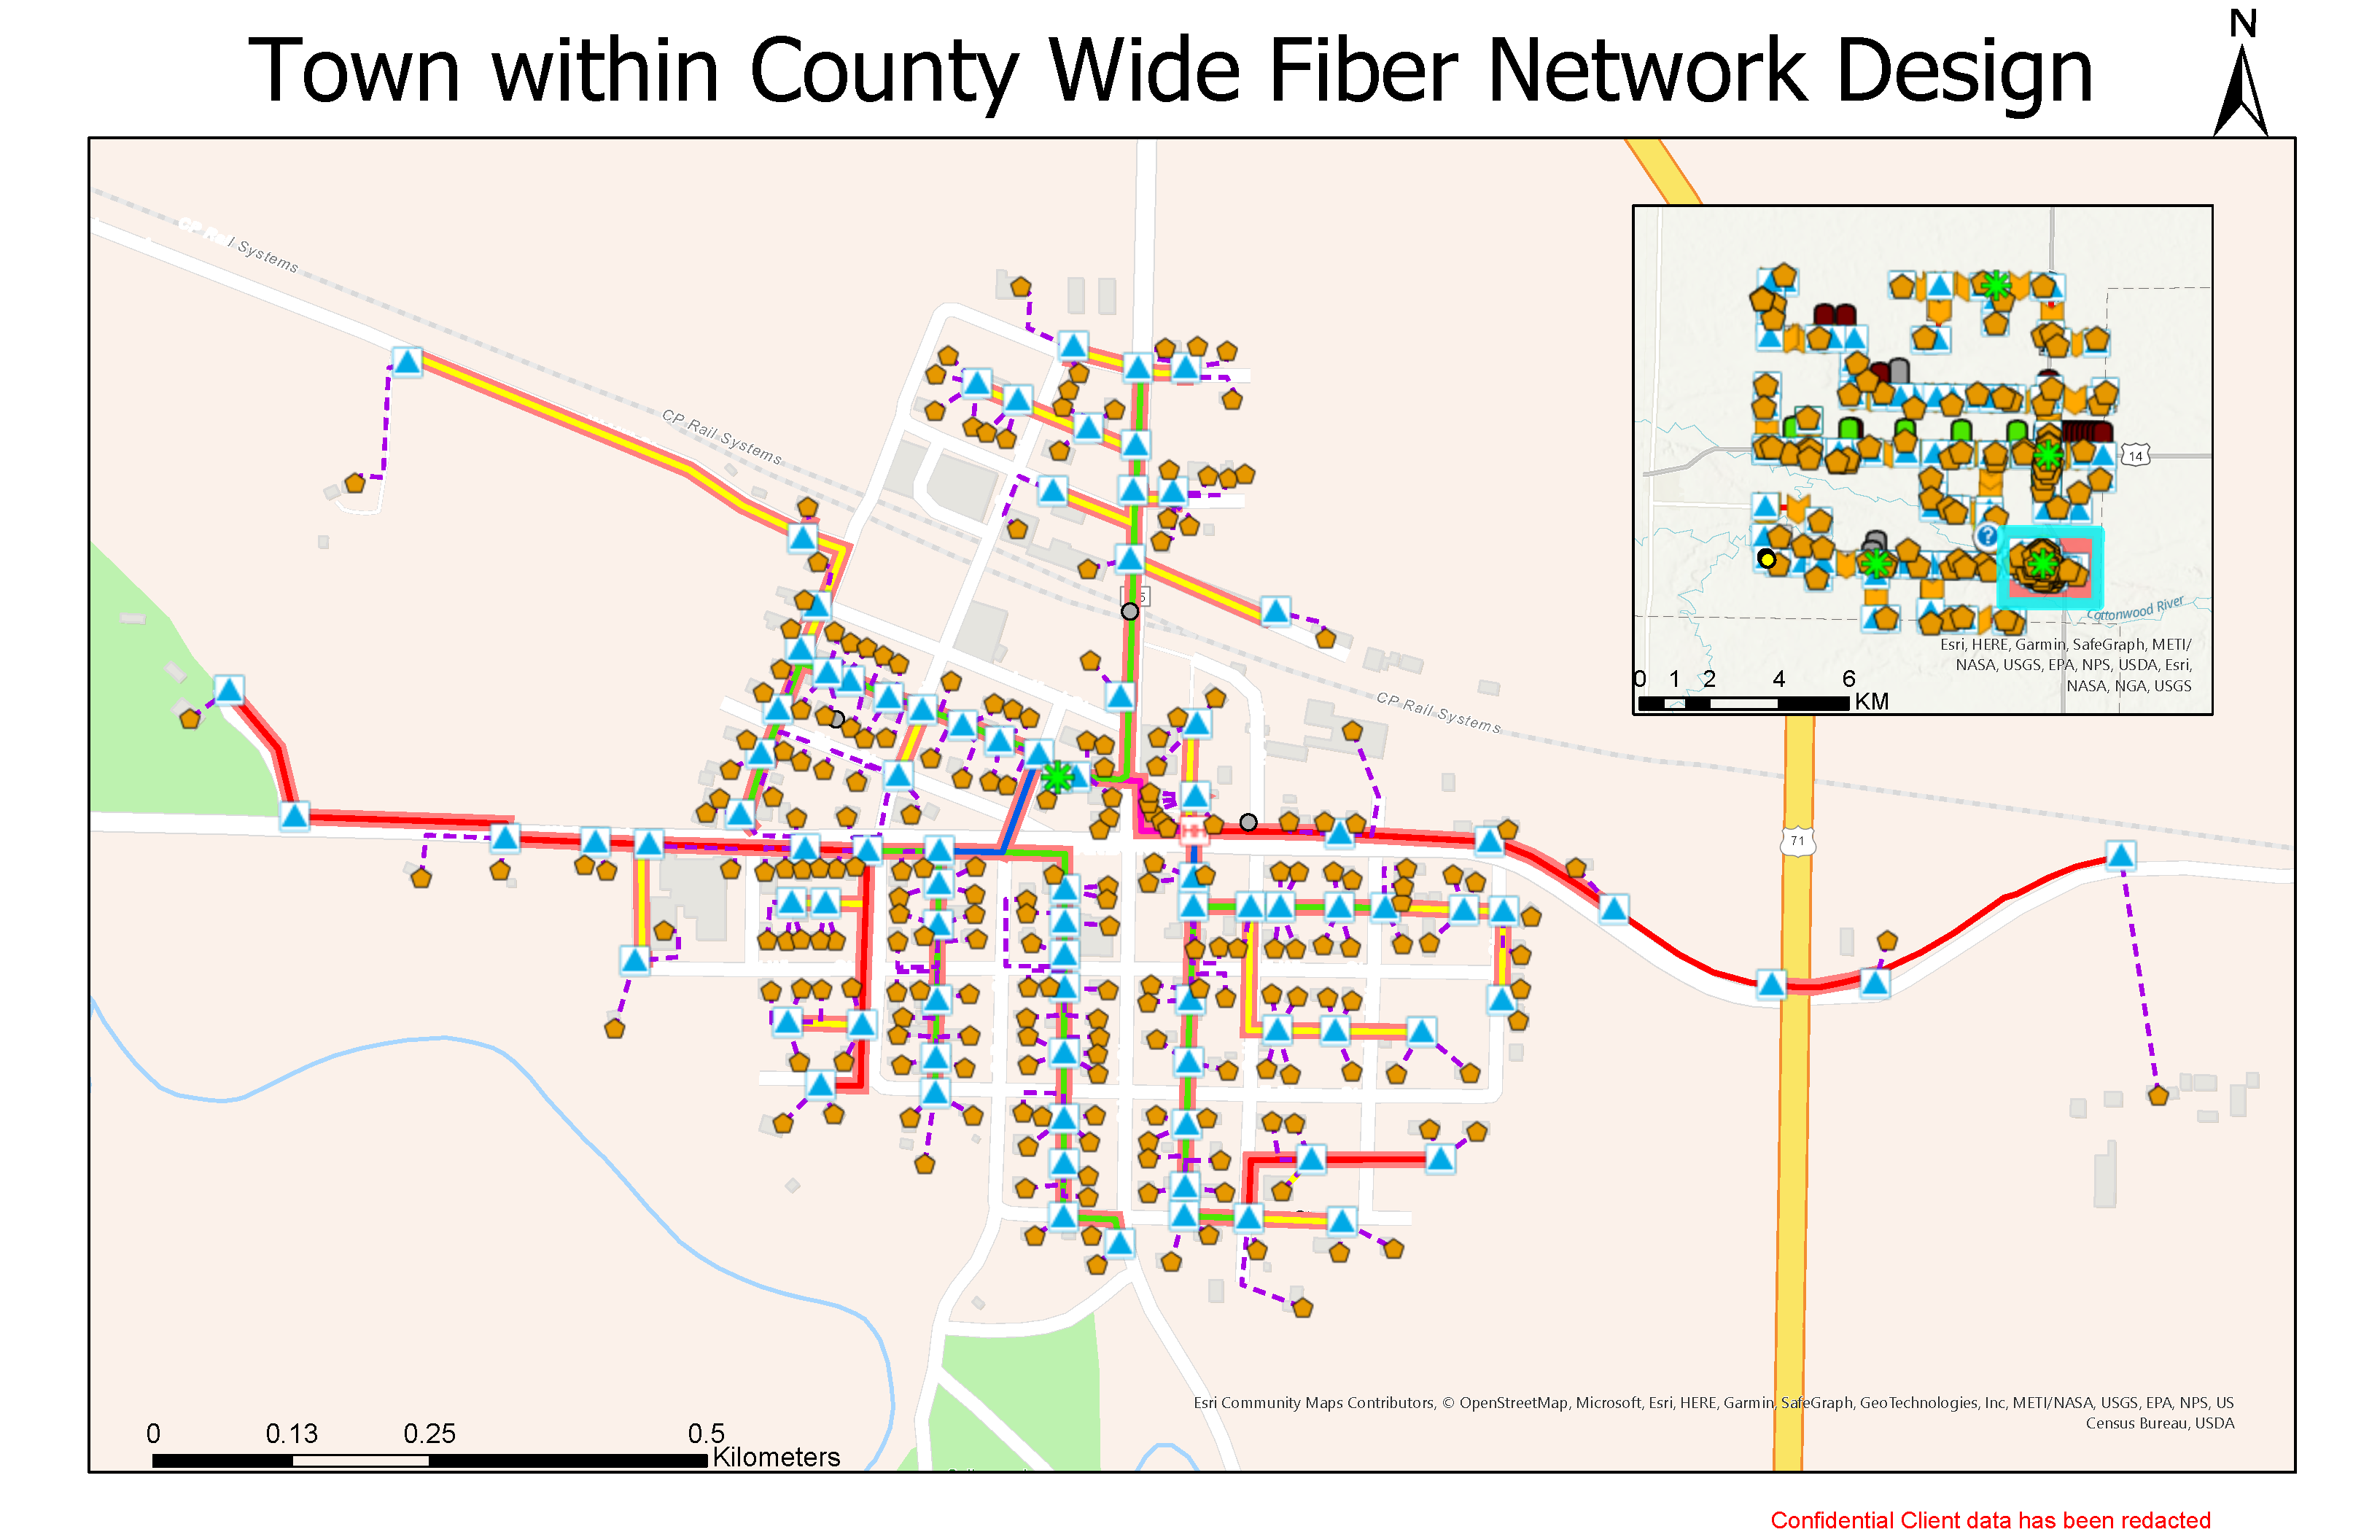 N
Town within County Wide Fiber Network Design
CP Rail Systems
CP Rail Systems
CP Rail Systems
14
?
Cottonwood River
Esri, HERE, Garmin, SafeGraph, METI/
NASA, USGS, EPA, NPS, USDA, Esri,
NASA, NGA, USGS
0 1 2 4 6
KM
71
Esri Community Maps Contributors, © OpenStreetMap, Microsoft, Esri, HERE, Garmin, SafeGraph, GeoTechnologies, Inc, METI/NASA, USGS, EPA, NPS, US
Census Bureau, USDA
0 0.13 0.25 0.5
Kilometers
Confidential Client data has been redacted